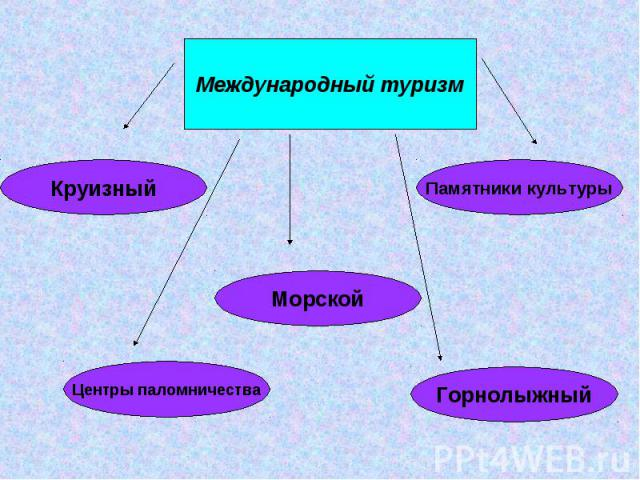 Международный туризм
Круизный
Памятники культуры
Морской
Центры паломничества
Горнолыжный
PPt4WEB.ru